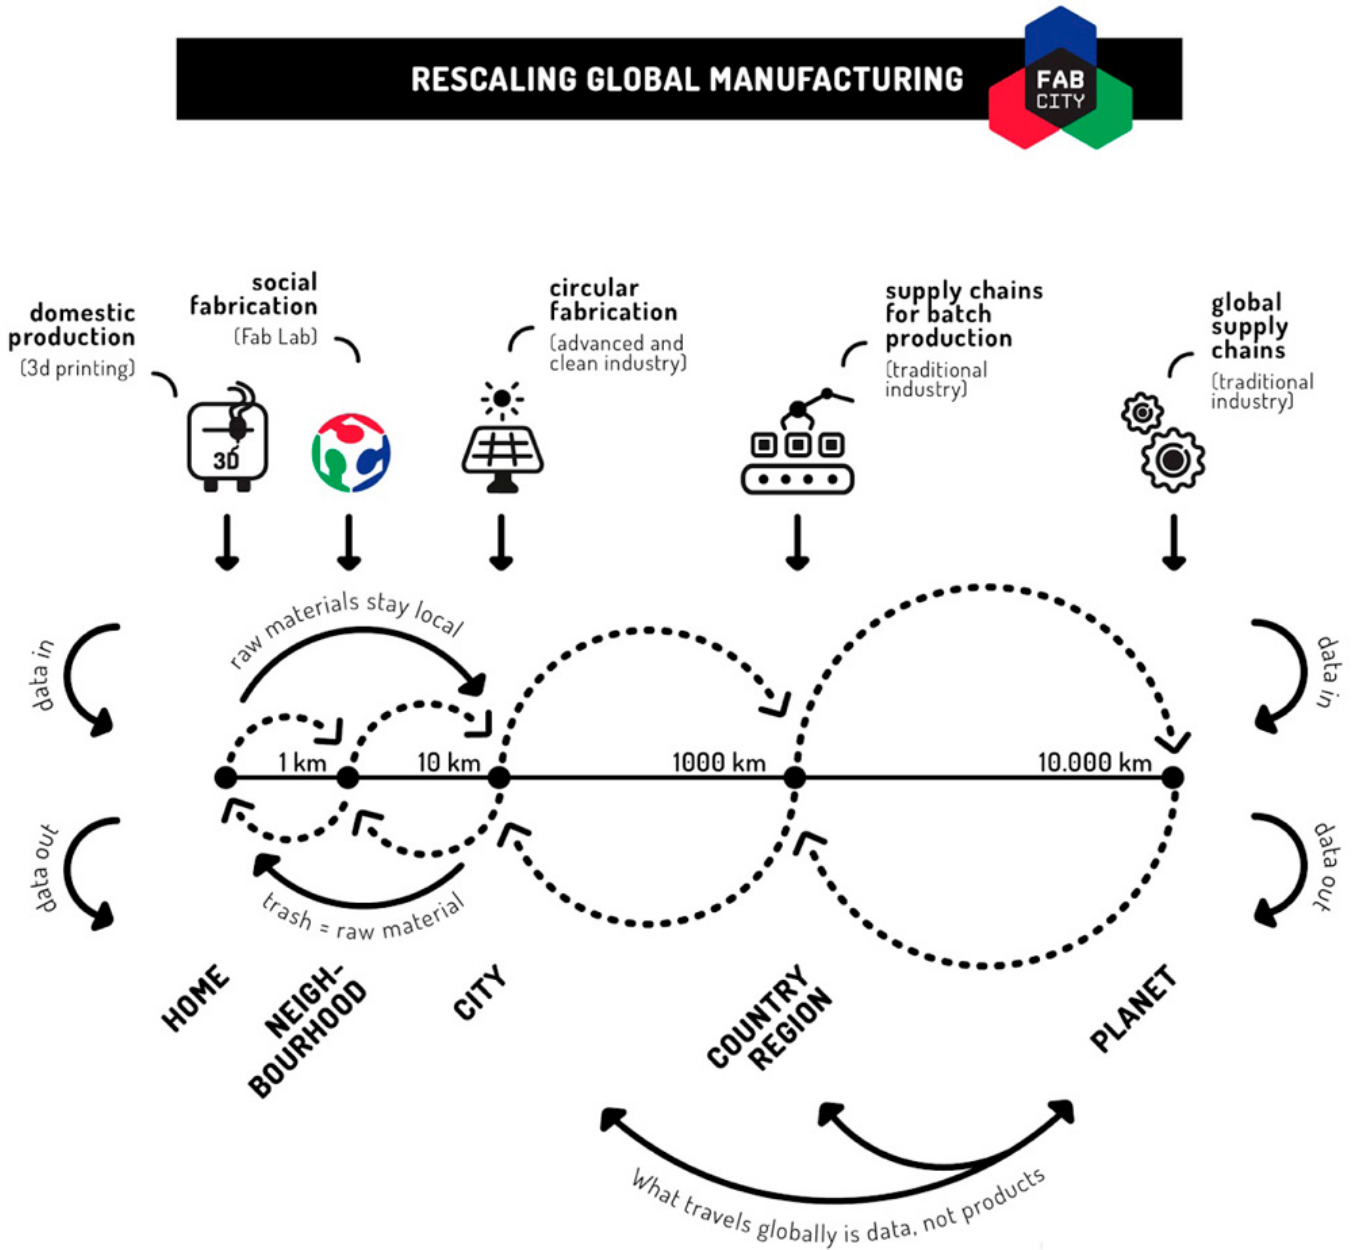 RESCALING GLOBAL MANUFACTURING
FAB
CITY
domestic
production
(3d printing)
social
fabrication
(Fab Lab)
circular
fabrication
(advanced and
clean industry)
supply chains
for batch
production
(traditional
industry)
global
supply
chains
(traditional
industry)
3D
raw materials stay local
data in
data in
1 km
10 km
1000 km
10.000 km
data out
data out
trash = raw material
HOME
NEIGH-
BOURHOOD
CITY
COUNTRY
REGION
PLANET
What travels globally is data, not products